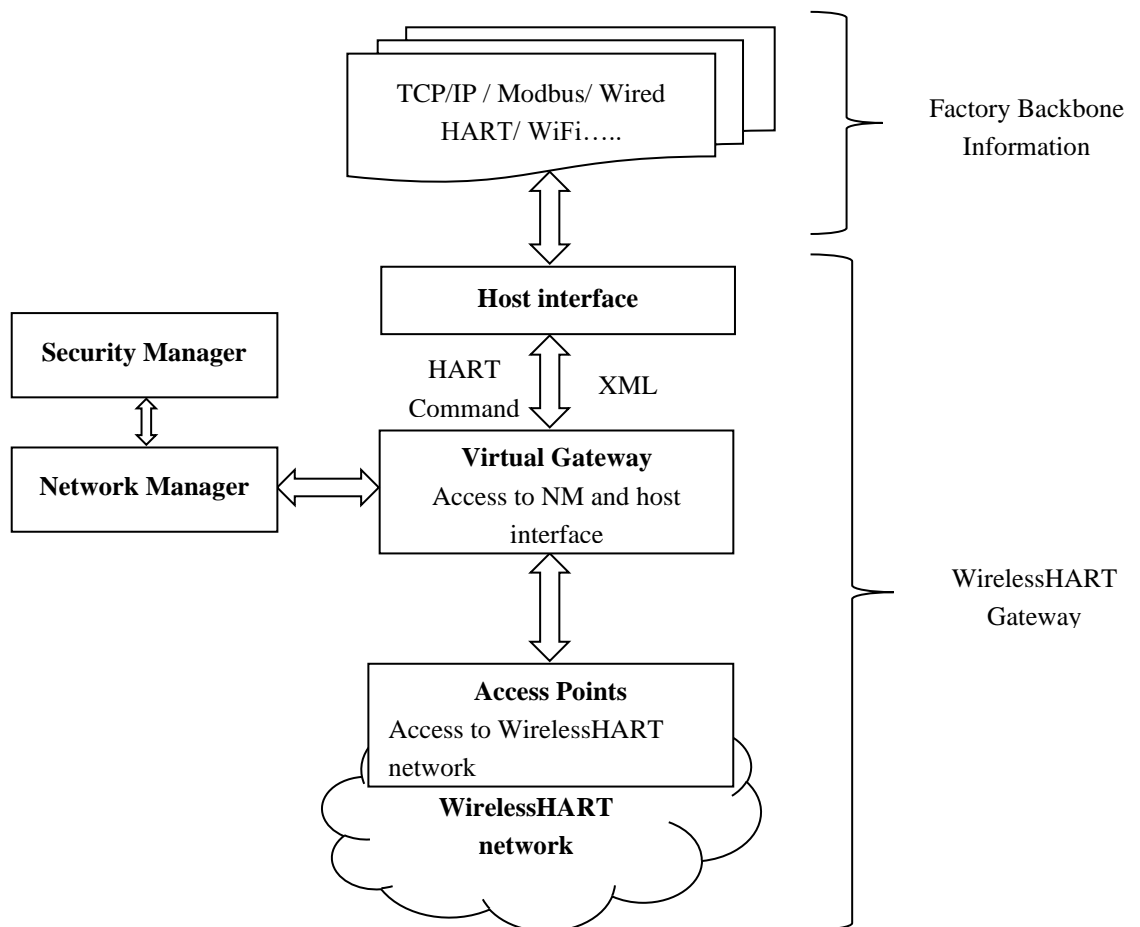 TCP/IP / Modbus/ Wired
HART/ WiFi…..
Factory Backbone
Information
Host interface
Security Manager
HART
Command
XML
Network Manager
Virtual Gateway
Access to NM and host
interface
WirelessHART
Gateway
Access Points
Access to WirelessHART
network
WirelessHART
network